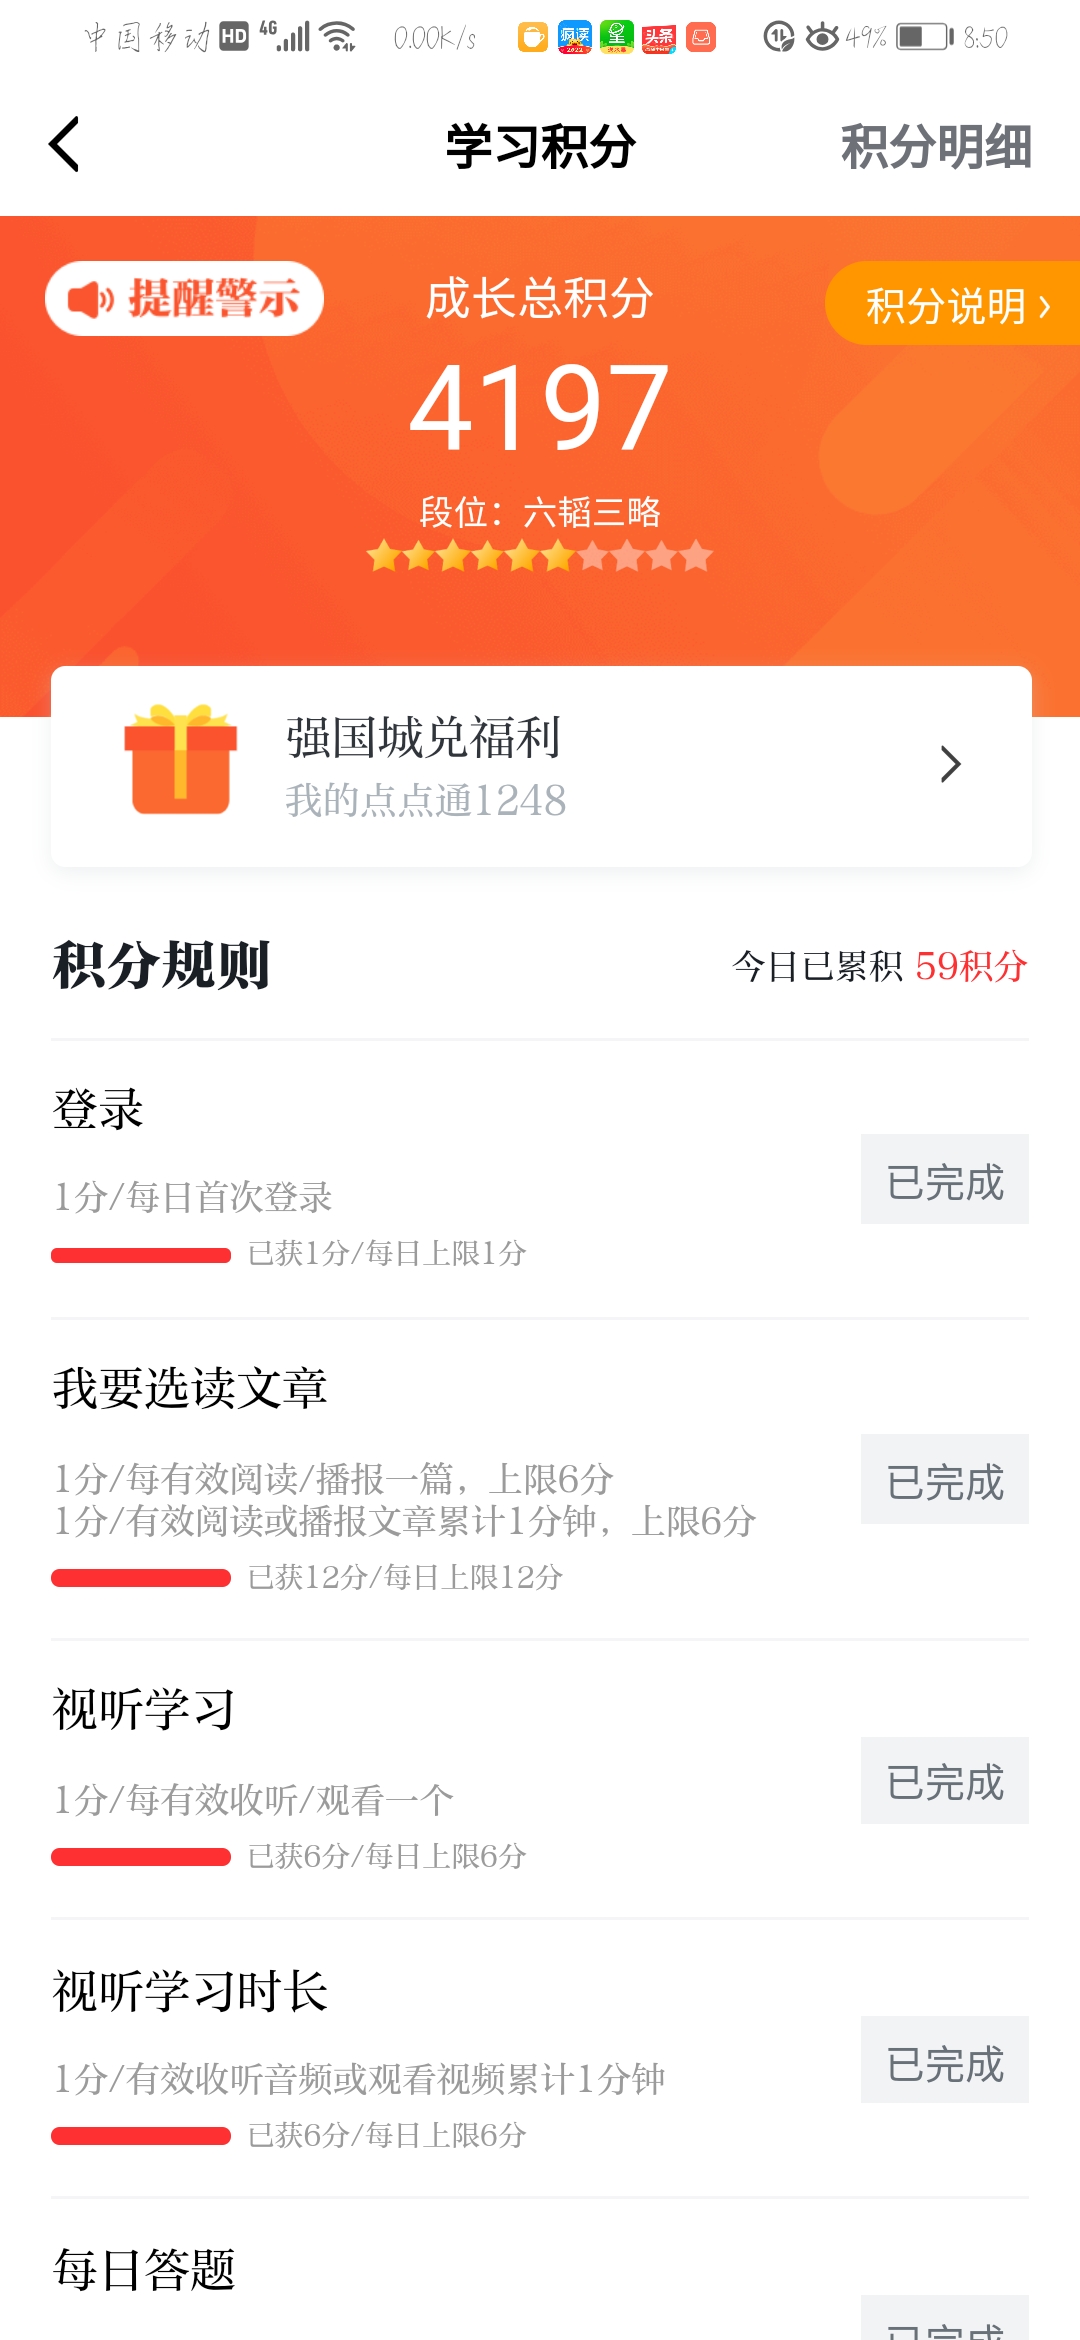 中国移动 HD 4G 0.00K/s 疯读 头条 49% 8:50
学习积分
积分明细
提醒警示
成长总积分
积分说明
4197
段位：六韬三略
强国城兑福利
我的点点通1248
积分规则
今日已累积 59积分
登录
1分/每日首次登录
已获1分/每日上限1分
已完成
我要选读文章
1分/每有效阅读/播报一篇，上限6分
1分/有效阅读或播报文章累计1分钟，上限6分
已获12分/每日上限12分
已完成
视听学习
1分/每有效收听/观看一个
已获6分/每日上限6分
已完成
视听学习时长
1分/有效收听音频或观看视频累计1分钟
已获6分/每日上限6分
已完成
每日答题
已完成